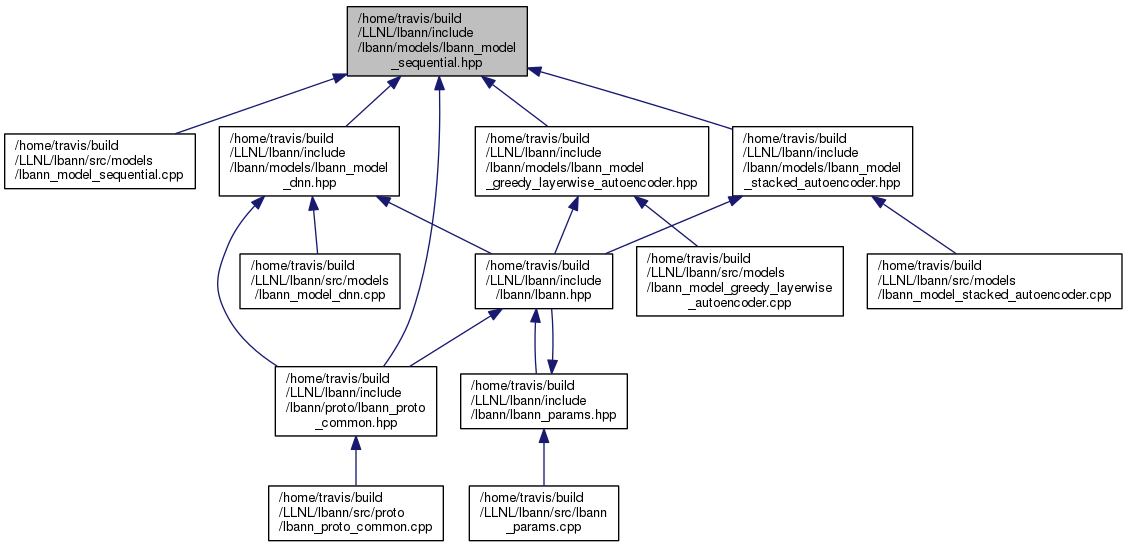 /home/travis/build
/LLNL/lbann/include
/lbann/models/lbann_model
_sequential.hpp
/home/travis/build
/LLNL/lbann/src/models
/lbann_model_sequential.cpp
/home/travis/build
/LLNL/lbann/include
/lbann/models/lbann_model
_dnn.hpp
/home/travis/build
/LLNL/lbann/include
/lbann/models/lbann_model
_greedy_layerwise_autoencoder.hpp
/home/travis/build
/LLNL/lbann/include
/lbann/models/lbann_model
_stacked_autoencoder.hpp
/home/travis/build
/LLNL/lbann/src/models
/lbann_model_dnn.cpp
/home/travis/build
/LLNL/lbann/include
/lbann/lbann.hpp
/home/travis/build
/LLNL/lbann/src/models
/lbann_model_greedy_layerwise
_autoencoder.cpp
/home/travis/build
/LLNL/lbann/src/models
/lbann_model_stacked_autoencoder.cpp
/home/travis/build
/LLNL/lbann/include
/lbann/proto/lbann_proto
_common.hpp
/home/travis/build
/LLNL/lbann/include
/lbann/lbann_params.hpp
/home/travis/build
/LLNL/lbann/src/proto
/lbann_proto_common.cpp
/home/travis/build
/LLNL/lbann/src/lbann
_params.cpp